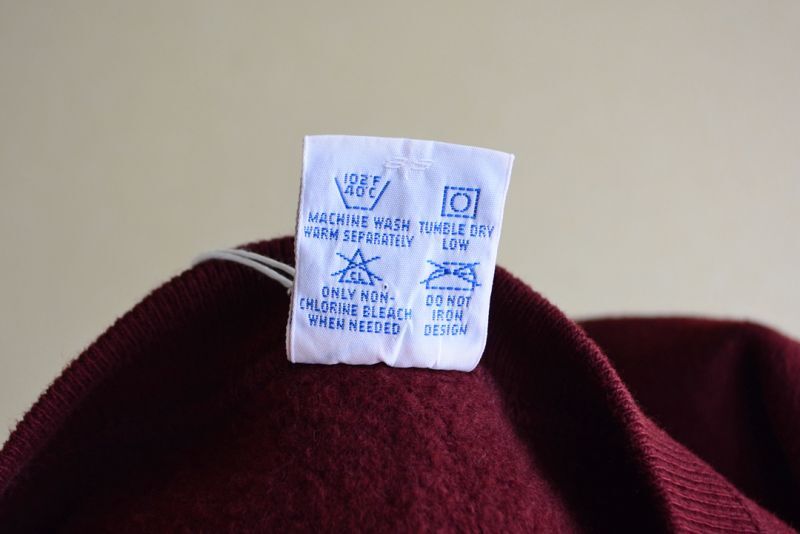 102°F
40°C
MACHINE WASH
WARM SEPARATELY
TUMBLE DRY
LOW
CL
ONLY NON-
CHLORINE BLEACH
WHEN NEEDED
DO NOT
IRON
DESIGN